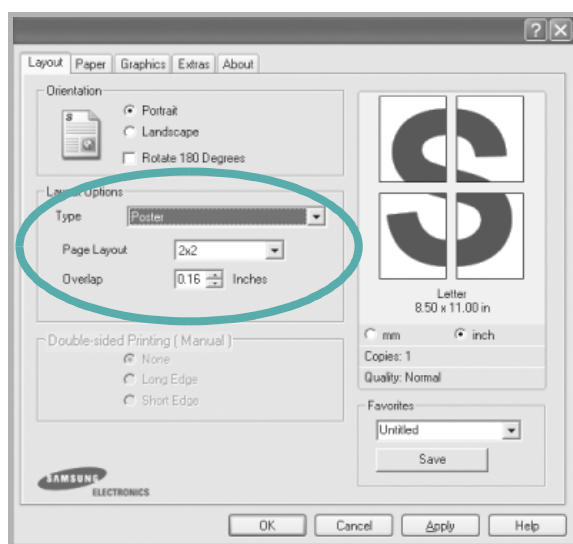 Layout Paper Graphics Extras About
Orientation
S
Portrait
Landscape
Rotate 180 Degrees
Layout Options
Type Poster
Page Layout 2x2
Overlap 0.16 Inches
Double-sided Printing ( Manual )
None
Long Edge
Short Edge
SAMSUNG
ELECTRONICS
S
Letter
8.50 x 11.00 in
mm inch
Copies: 1
Quality: Normal
Favorites
Untitled
Save
OK Cancel Apply Help